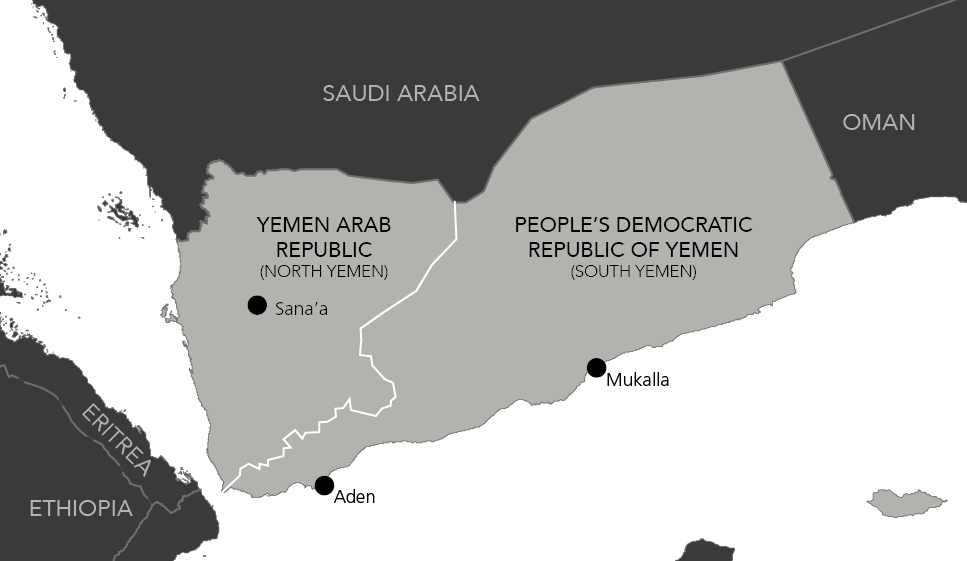 SAUDI ARABIA
OMAN
YEMEN ARAB
REPUBLIC
(NORTH YEMEN)
PEOPLE’S DEMOCRATIC
REPUBLIC OF YEMEN
(SOUTH YEMEN)
Sana’a
Mukalla
ERITREA
ETHIOPIA
Aden